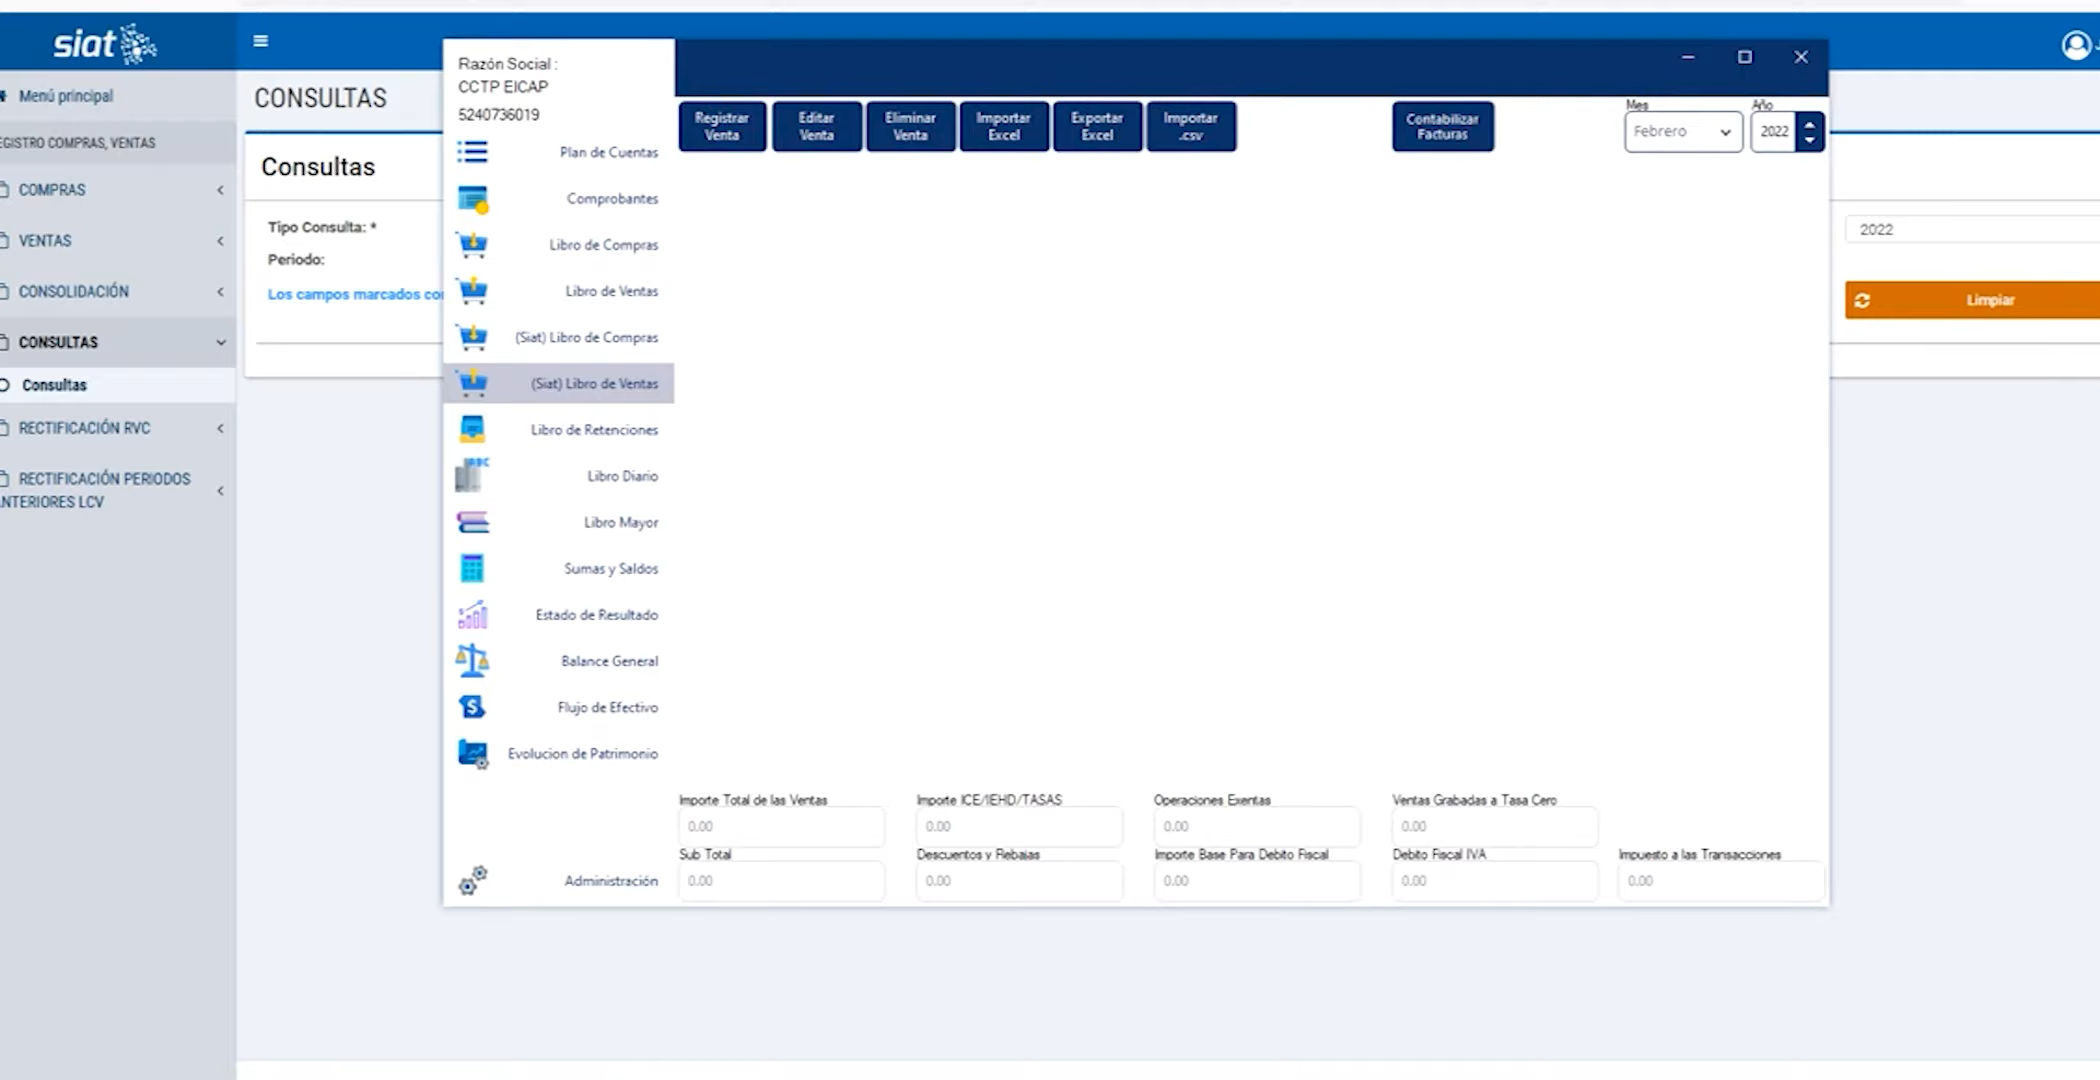 siat
Menú principal
COMPRAS, VENTAS
COMPRAS
VENTAS
CONSOLIDACIÓN
CONSULTAS
Consultas
RECTIFICACIÓN RVC
RECTIFICACIÓN PERIODOS
LCV
CONSULTAS
Consultas
Tipo Consulta: *
Periodo:
Los campos marcados
Razón Social :
CCTP EICAP
5240736019
Plan de Cuentas
Comprobantes
Libro de Compras
Libro de Ventas
(Siat) Libro de Compras
(Siat) Libro de Ventas
Libro de Retenciones
Libro Diario
Libro Mayor
Sumas y Saldos
Estado de Resultado
Balance General
Flujo de Efectivo
Evolucion de Patrimonio
Administración
Registrar
Venta
Editar
Venta
Eliminar
Venta
Importar
Excel
Exportar
Excel
Importar
.csv
Contabilizar
Facturas
Mes
Febrero
Año
2022
Importe Total de las Ventas
0.00
Importe ICE/IEHD/TASAS
0.00
Operaciones Exentas
0.00
Ventas Grabadas a Tasa Cero
0.00
Sub Total
0.00
Descuentos y Rebajas
0.00
Importe Base Para Debito Fiscal
0.00
Debito Fiscal IVA
0.00
Impuesto a las Transacciones
0.00
2022
Limpiar